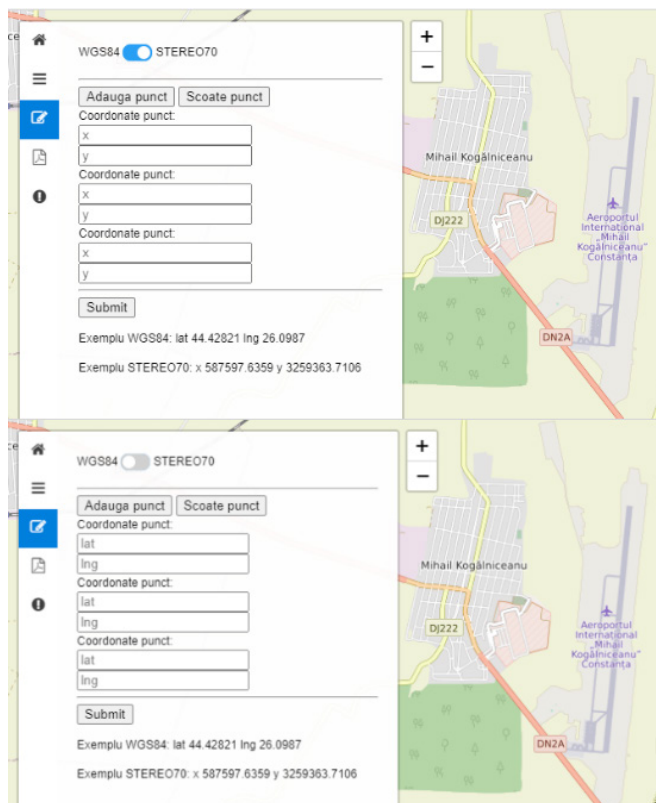 WGS84 STEREO70
Adauga punct Scoate punct
Coordonate punct:
x
y
Coordonate punct:
x
y
Coordonate punct:
x
y
Submit
Exemplu WGS84: lat 44.42821 lng 26.0987
Exemplu STEREO70: x 587597.6359 y 3259363.7106
+
−
Mihail Kogălniceanu
DJ222
Aeroportul
Internațional
„Mihail
Kogălniceanu”
Constanța
DN2A
WGS84 STEREO70
Adauga punct Scoate punct
Coordonate punct:
lat
lng
Coordonate punct:
lat
lng
Coordonate punct:
lat
lng
Submit
Exemplu WGS84: lat 44.42821 lng 26.0987
Exemplu STEREO70: x 587597.6359 y 3259363.7106
+
−
Mihail Kogălniceanu
DJ222
Aeroportul
Internațional
„Mihail
Kogălniceanu”
Constanța
DN2A